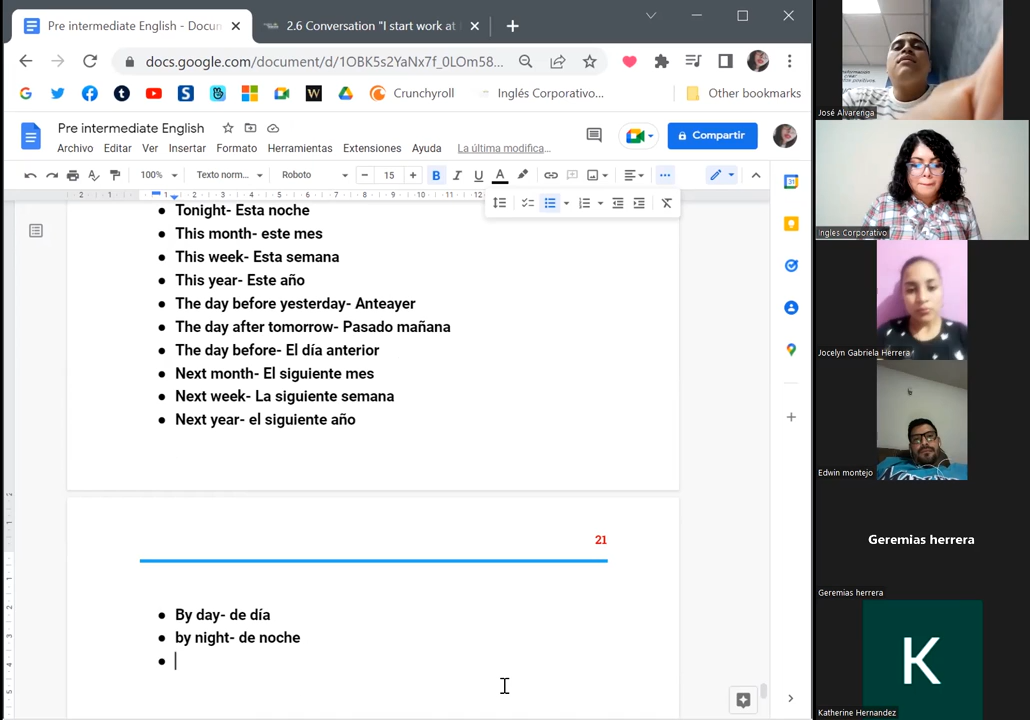 Pre intermediate English - Docum
2.6 Conversation "I start work at
docs.google.com/document/d/1OBK5s2YaNx7f_0LOm58...
Crunchyroll
Inglés Corporativo...
Other bookmarks
Pre intermediate English
Archivo Editar Ver Insertar Formato Herramientas Extensiones Ayuda La última modifica...
Compartir
100% Texto norm... Roboto 15
Tonight- Esta noche
This month- este mes
This week- Esta semana
This year- Este año
The day before yesterday- Anteayer
The day after tomorrow- Pasado mañana
The day before- El día anterior
Next month- El siguiente mes
Next week- La siguiente semana
Next year- el siguiente año
21
By day- de día
by night- de noche
José Alvarenga
Ingles Corporativo
Jocelyn Gabriela Herrera
Edwin montejo
Geremias herrera
Geremias herrera
K
Katherine Hernandez